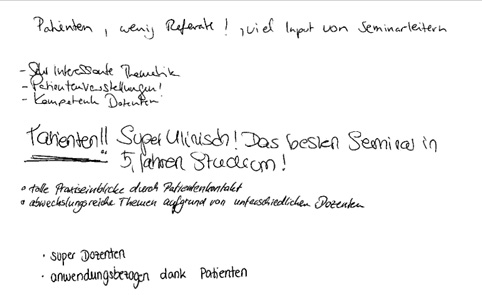 Patienten, wenig Referate!, viel Input von Seminarleitern
- Sehr interessante Thematik
- Patientenvorstellungen!
- Kompetente Dozenten
Patienten!! Super klinisch! Das besten Seminar in
5 Jahren Studium!
• tolle Praxiseinblicke durch Patientenkontakt
• abwechslungsreiche Themen aufgrund von unterschiedlichen Dozenten
• super Dozenten
• anwendungsbezogen dank Patienten